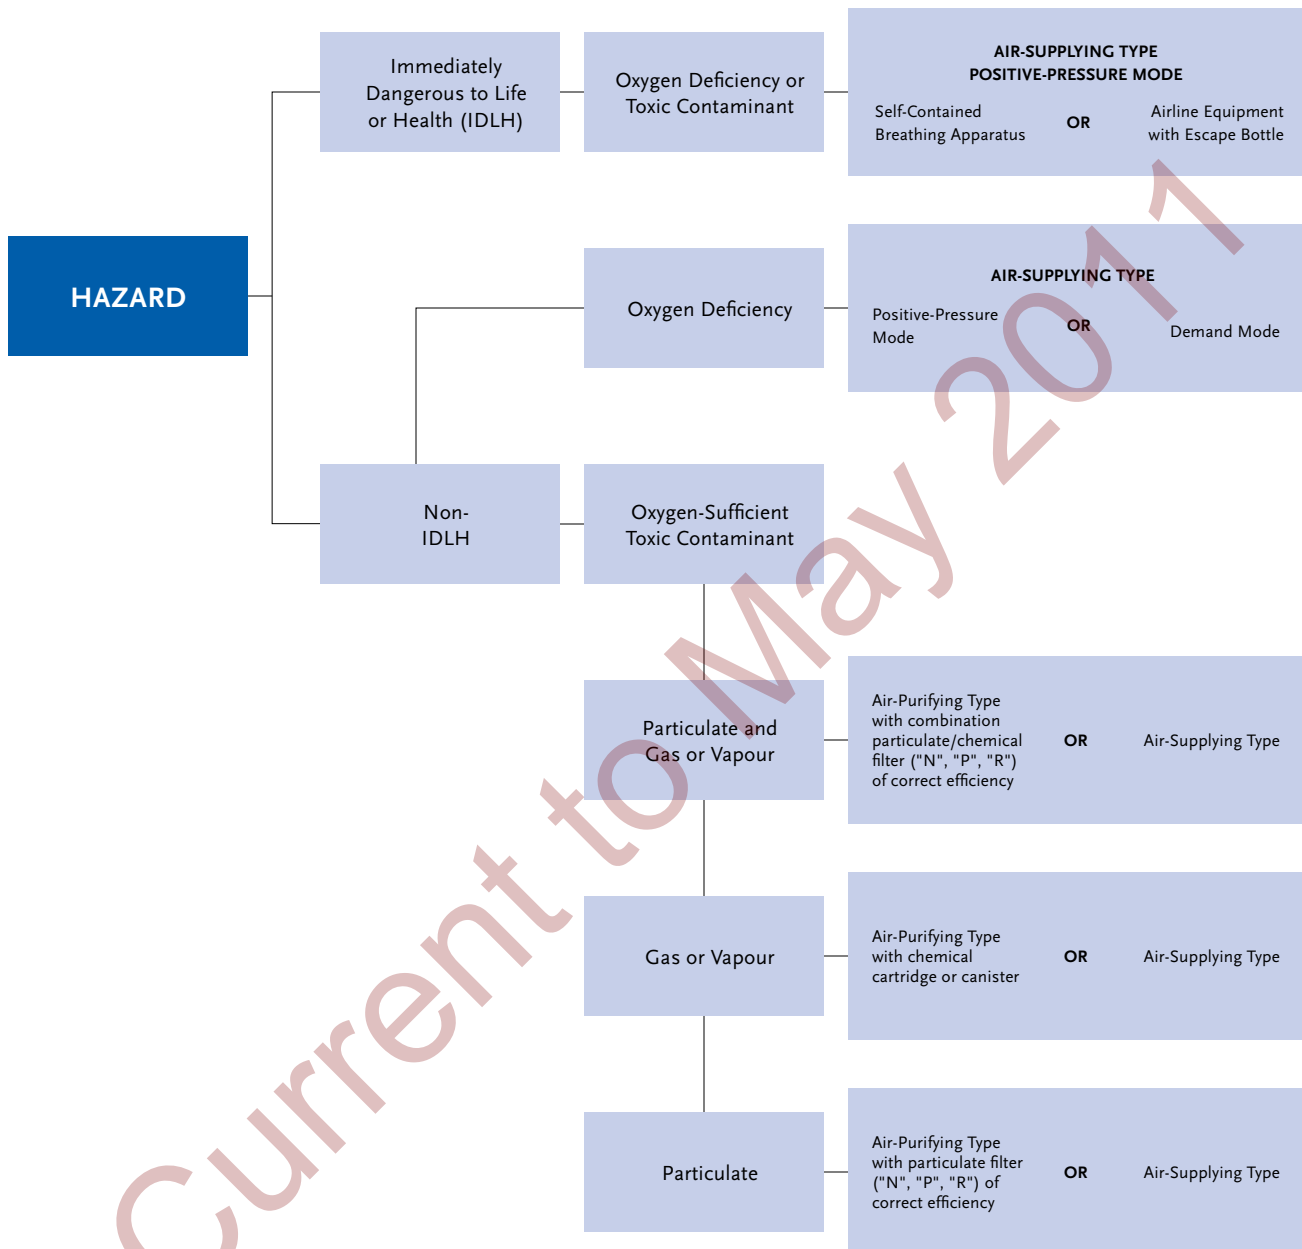 Immediately
Dangerous to Life
or Health (IDLH)
Oxygen Deficiency or
Toxic Contaminant
AIR-SUPPLYING TYPE
POSITIVE-PRESSURE MODE
Self-Contained
Breathing Apparatus
OR
Airline Equipment
with Escape Bottle
HAZARD
Oxygen Deficiency
AIR-SUPPLYING TYPE
Positive-Pressure
Mode
OR
Demand Mode
Non-
IDLH
Oxygen-Sufficient
Toxic Contaminant
Particulate and
Gas or Vapour
Air-Purifying Type
with combination
particulate/chemical
filter ("N", "P", "R")
of correct efficiency
OR
Air-Supplying Type
Gas or Vapour
Air-Purifying Type
with chemical
cartridge or canister
OR
Air-Supplying Type
Particulate
Air-Purifying Type
with particulate filter
("N", "P", "R") of
correct efficiency
OR
Air-Supplying Type
Current to May 2011